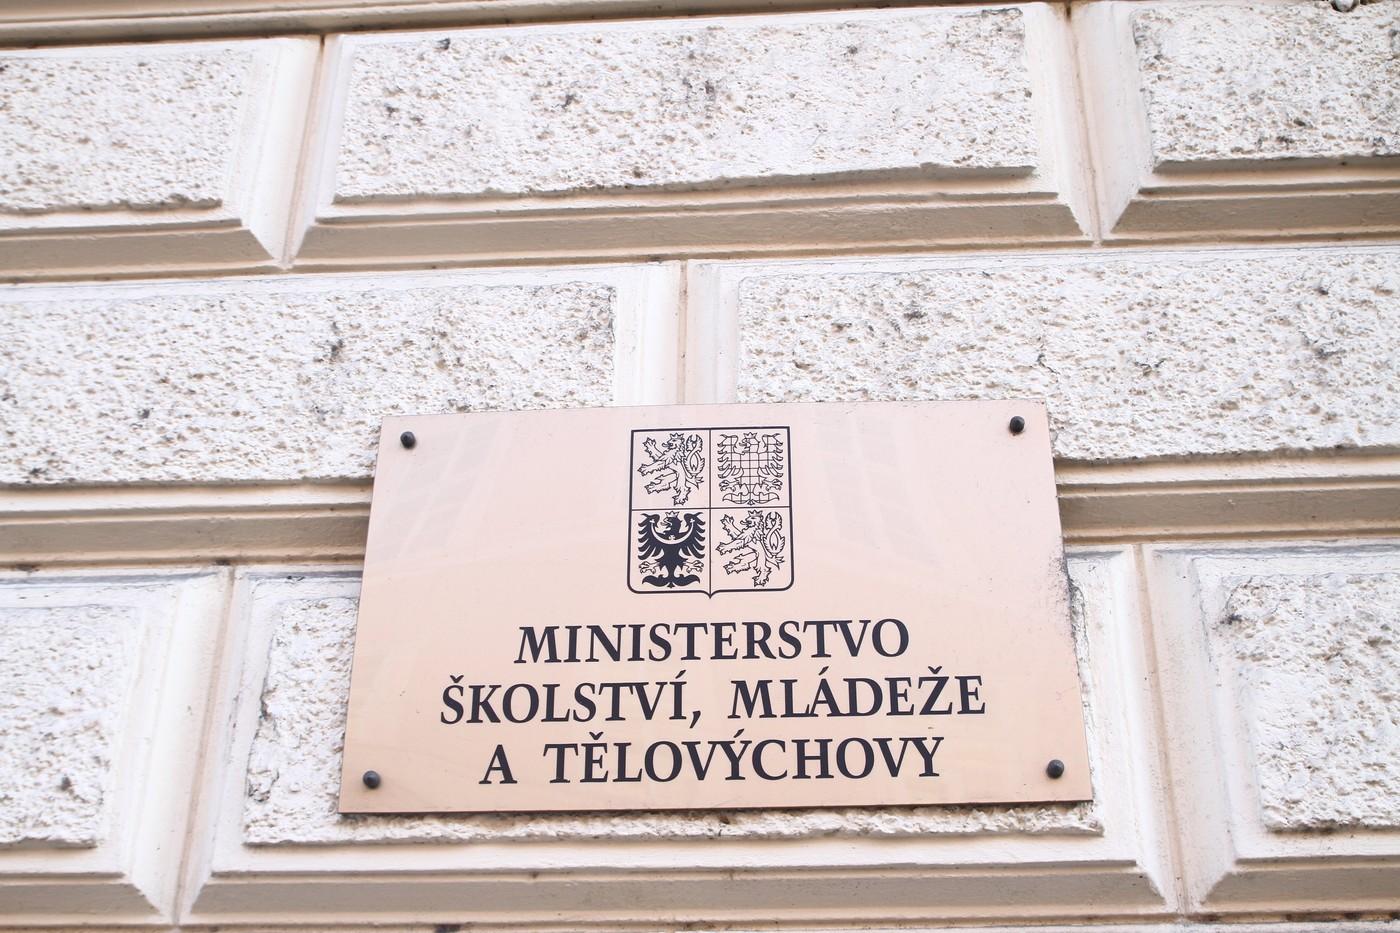 MINISTERSTVO
ŠKOLSTVÍ, MLÁDEŽE
A TĚLOVÝCHOVY